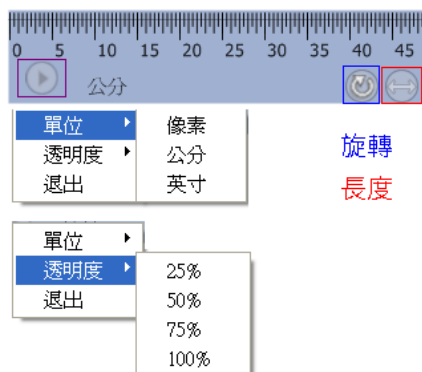 0 5 10 15 20 25 30 35 40 45
公分
單位 像素
透明度 公分
退出 英寸
旋轉
長度
單位
透明度 25%
退出 50%
75%
100%